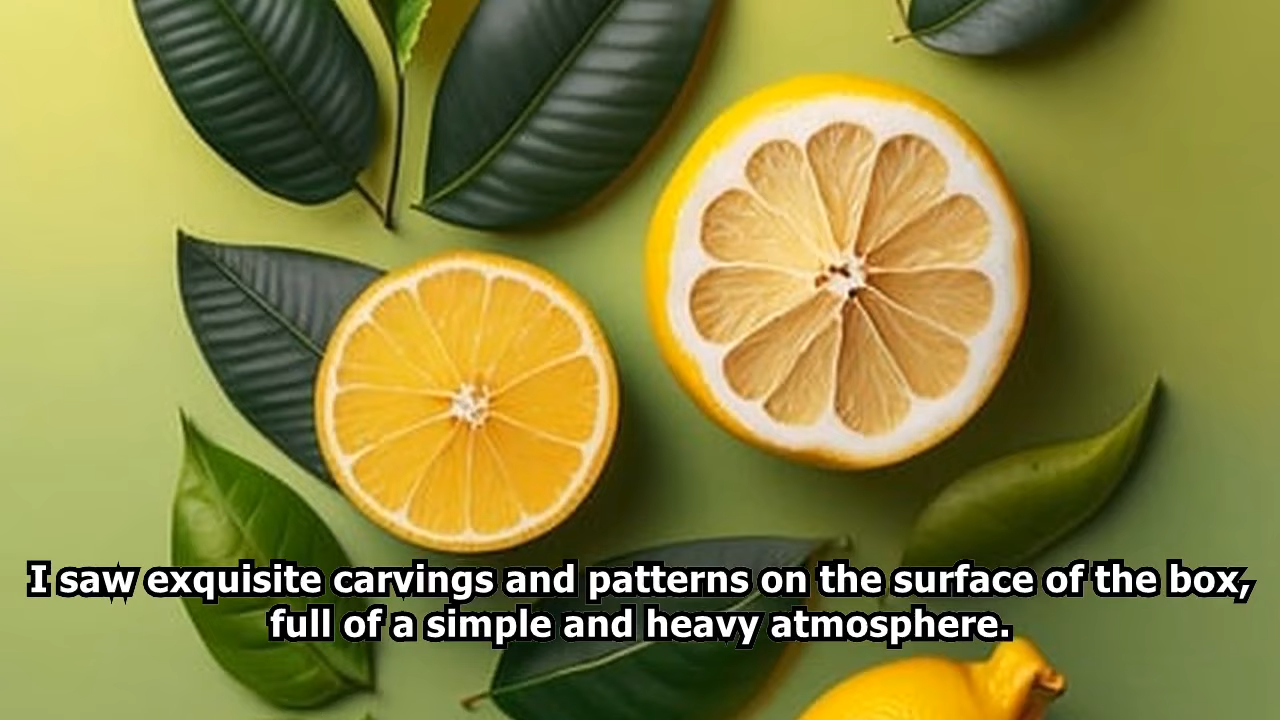 I saw exquisite carvings and patterns on the surface of the box,
full of a simple and heavy atmosphere.